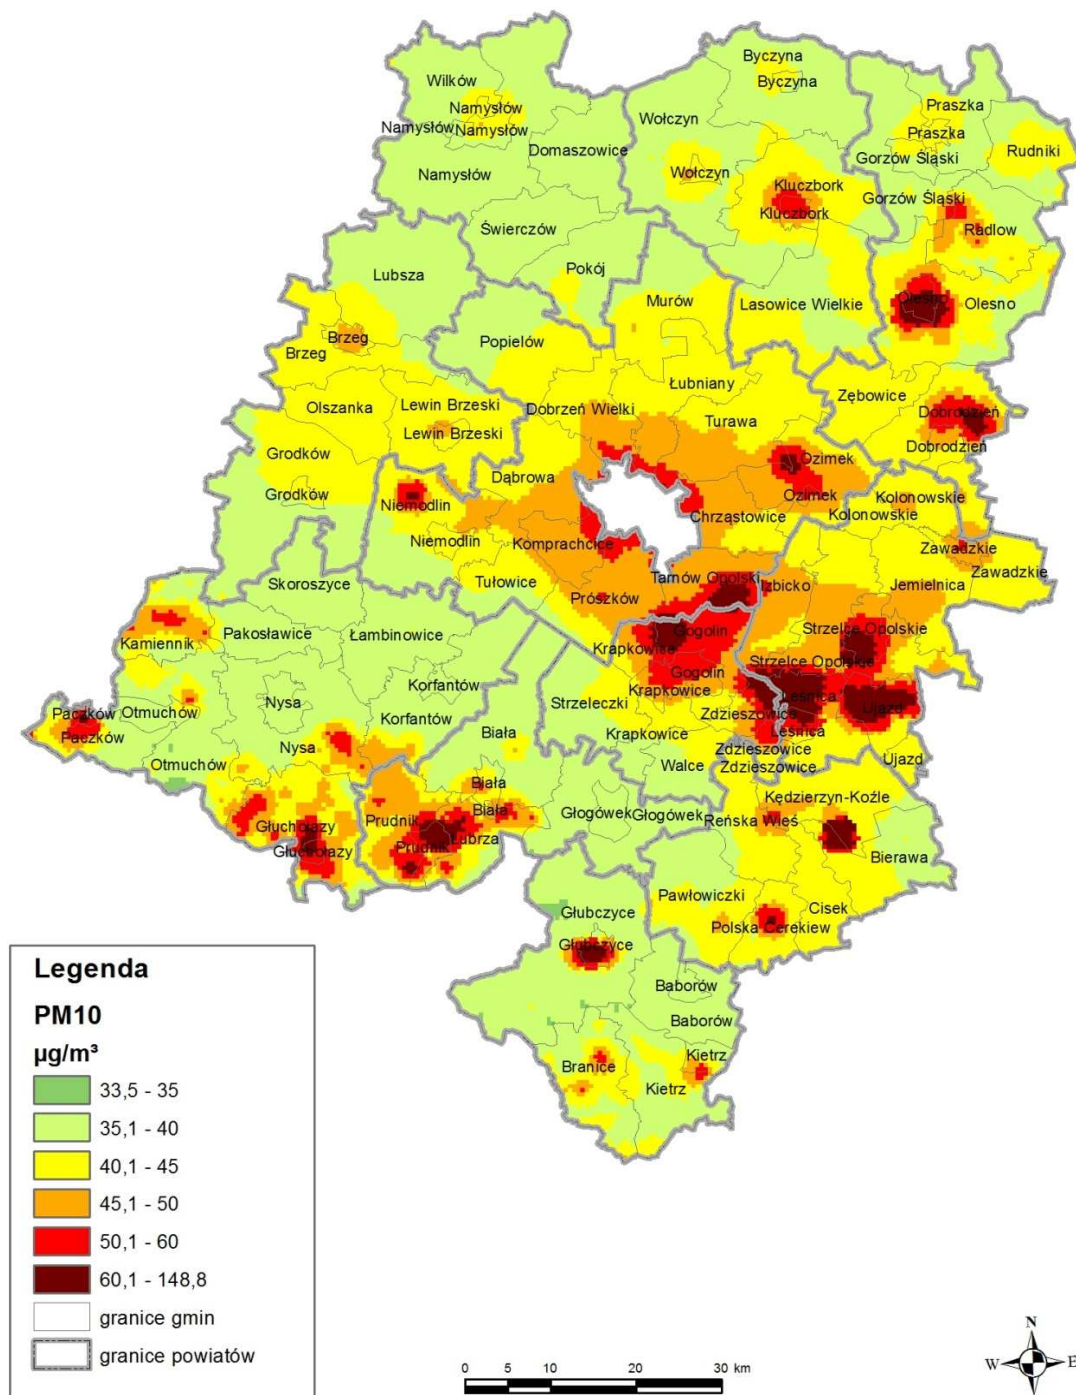 Byczyna
Byczyna
Wilków
Namysłów
Namysłów
Namysłów
Namysłów
Domaszowice
Wołczyn
Wołczyn
Kluczbork
Kluczbork
Praszka
Praszka
Gorzów Śląski
Rudniki
Gorzów Śląski
Radlow
Świerczów
Pokój
Lubsza
Murów
Lasowice Wielkie
Olesno
Olesno
Brzeg
Brzeg
Popielów
Łubniany
Zębowice
Olszanka
Lewin Brzeski
Lewin Brzeski
Dobrzeń Wielki
Turawa
Dobrodzień
Dobrodzień
Grodków
Grodków
Dąbrowa
Ozimek
Ozimek
Niemodlin
Niemodlin
Chrząstowice
Kolonowskie
Kolonowskie
Komprachcice
Zawadzkie
Zawadzkie
Skoroszyce
Tułowice
Prószków
Tarnów Opolski
Izbicko
Jemielnica
Kamiennik
Pakosławice
Łambinowice
Krapkowice
Gogolin
Gogolin
Strzelce Opolskie
Strzelce Opolskie
Korfantów
Korfantów
Krapkowice
Strzeleczki
Leśnica
Leśnica
Ujazd
Ujazd
Paczków
Paczków
Otmuchów
Nysa
Zdzieszowice
Zdzieszowice
Zdzieszowice
Krapkowice
Nysa
Biała
Walce
Otmuchów
Biała
Biała
Głogówek
Głogówek
Kędzierzyn-Koźle
Reńska Wieś
Głuchołazy
Głuchołazy
Prudnik
Prudnik
Lubrza
Bierawa
Pawłowiczki
Cisek
Polska Cerekiew
Głubczyce
Głubczyce
Baborów
Baborów
Branice
Kietrz
Kietrz
Legenda
PM10
µg/m³
33,5 - 35
35,1 - 40
40,1 - 45
45,1 - 50
50,1 - 60
60,1 - 148,8
granice gmin
granice powiatów
0 5 10 20 30 km
N
W E